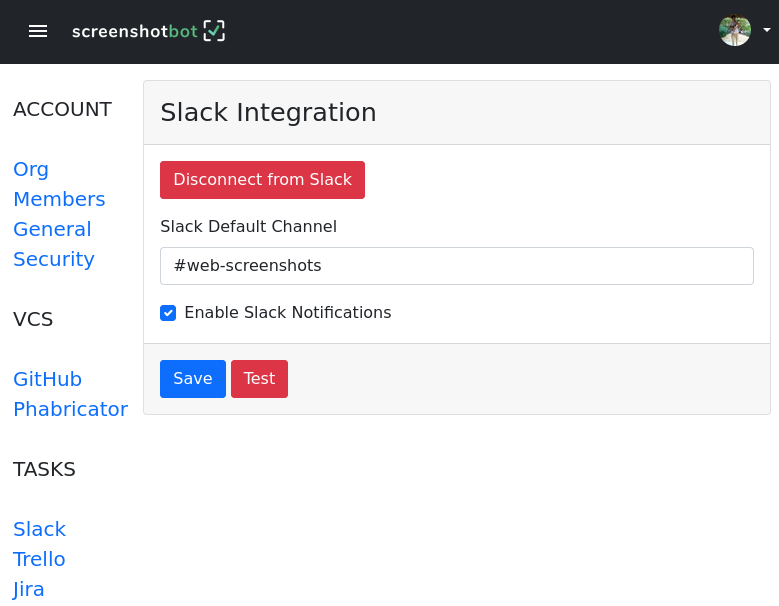 screenshotbot
ACCOUNT
Org
Members
General
Security
VCS
GitHub
Phabricator
TASKS
Slack
Trello
Jira
Slack Integration
Disconnect from Slack
Slack Default Channel
#web-screenshots
Enable Slack Notifications
Save Test